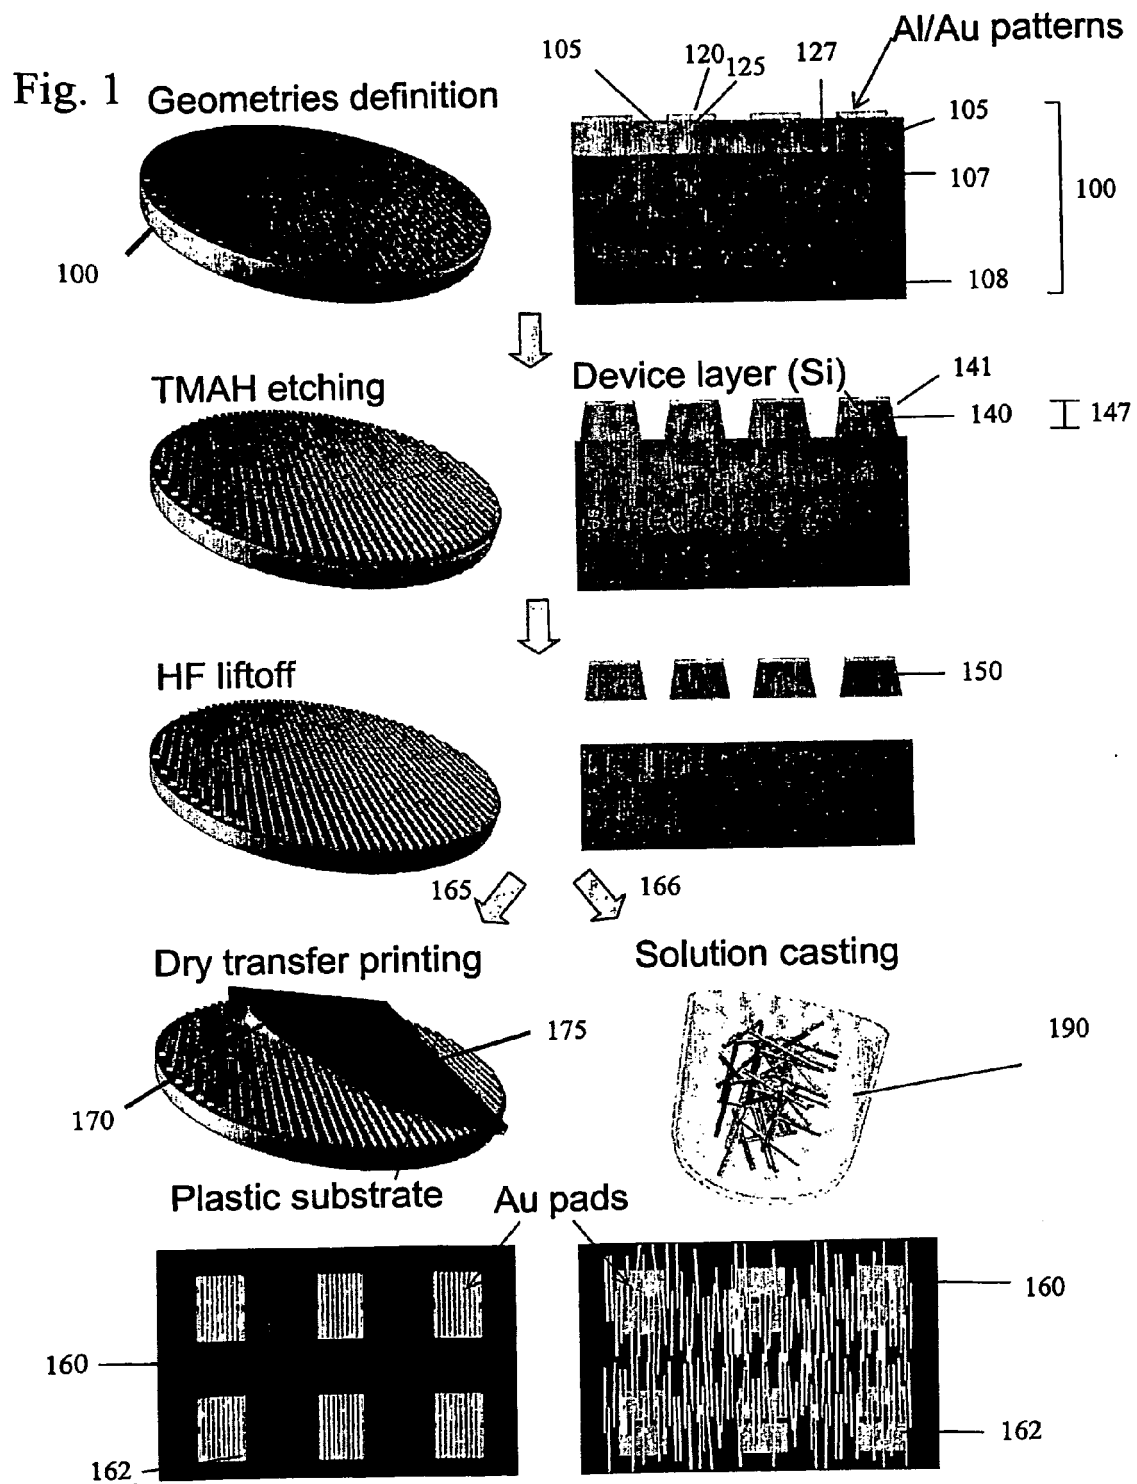 Al/Au patterns
105
120
125
127
Fig. 1
Geometries definition
105
107
100
100
108
TMAH etching
Device layer (Si)
141
140
147
HF liftoff
150
165
166
Dry transfer printing
Solution casting
175
190
170
Plastic substrate
Au pads
160
160
162
162